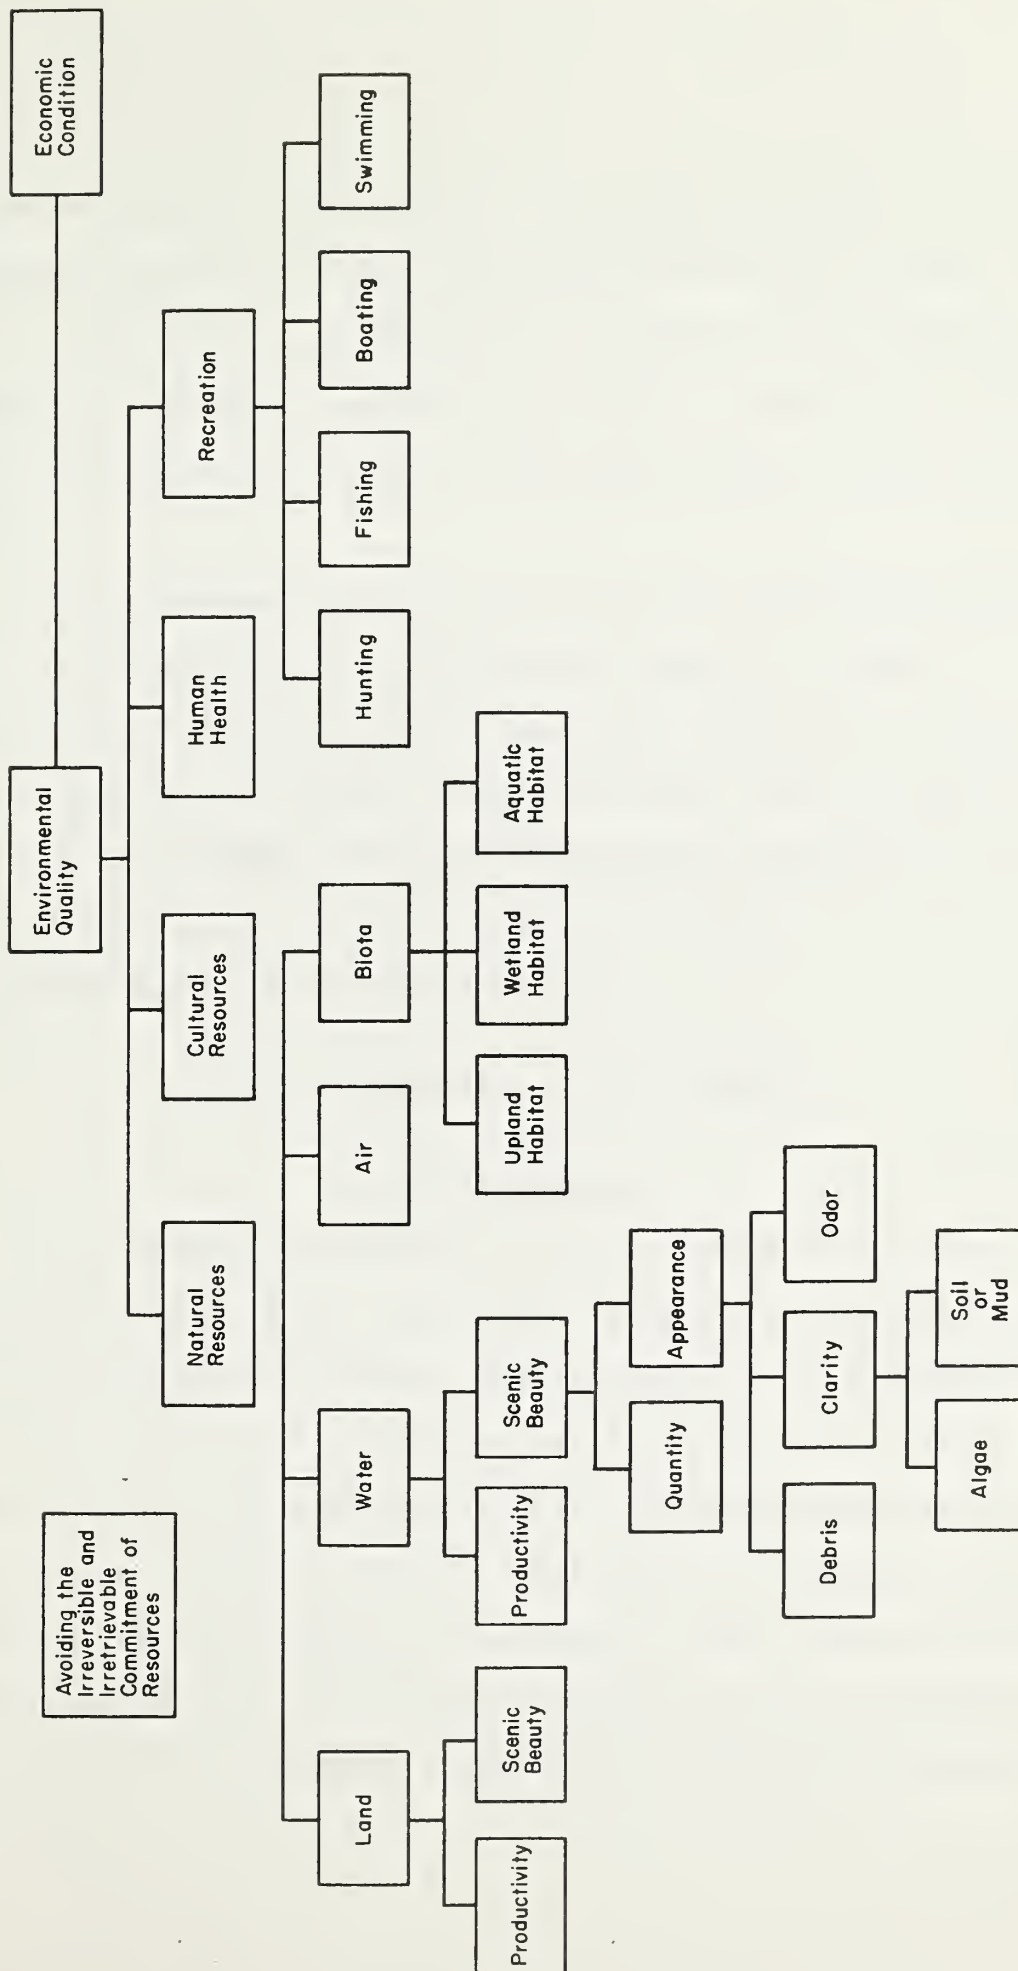 Environmental
Quality
Economic
Condition
Avoiding the
Irreversible and
Irretrievable
Commitment of
Resources
Natural
Resources
Cultural
Resources
Human
Health
Recreation
Land
Water
Air
Biota
Hunting
Fishing
Boating
Swimming
Productivity
Scenic
Beauty
Productivity
Scenic
Beauty
Upland
Habitat
Wetland
Habitat
Aquatic
Habitat
Quantity
Appearance
Debris
Clarity
Odor
Algae
Soil
or
Mud